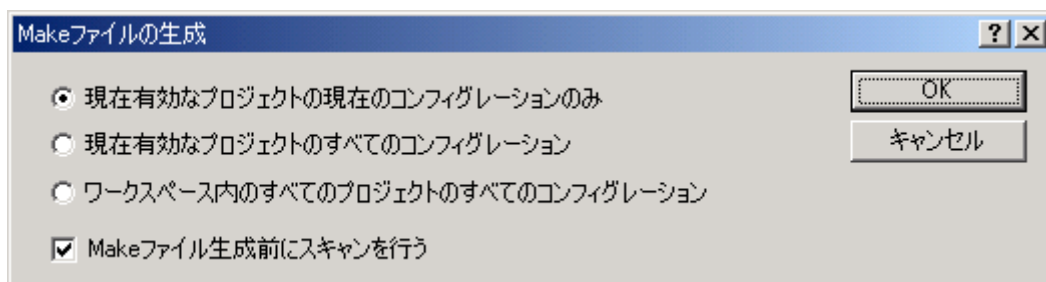 Makeファイルの生成
現在有効なプロジェクトの現在のコンフィグレーションのみ
現在有効なプロジェクトのすべてのコンフィグレーション
ワークスペース内のすべてのプロジェクトのすべてのコンフィグレーション
Makeファイル生成前にスキャンを行う
OK
キャンセル